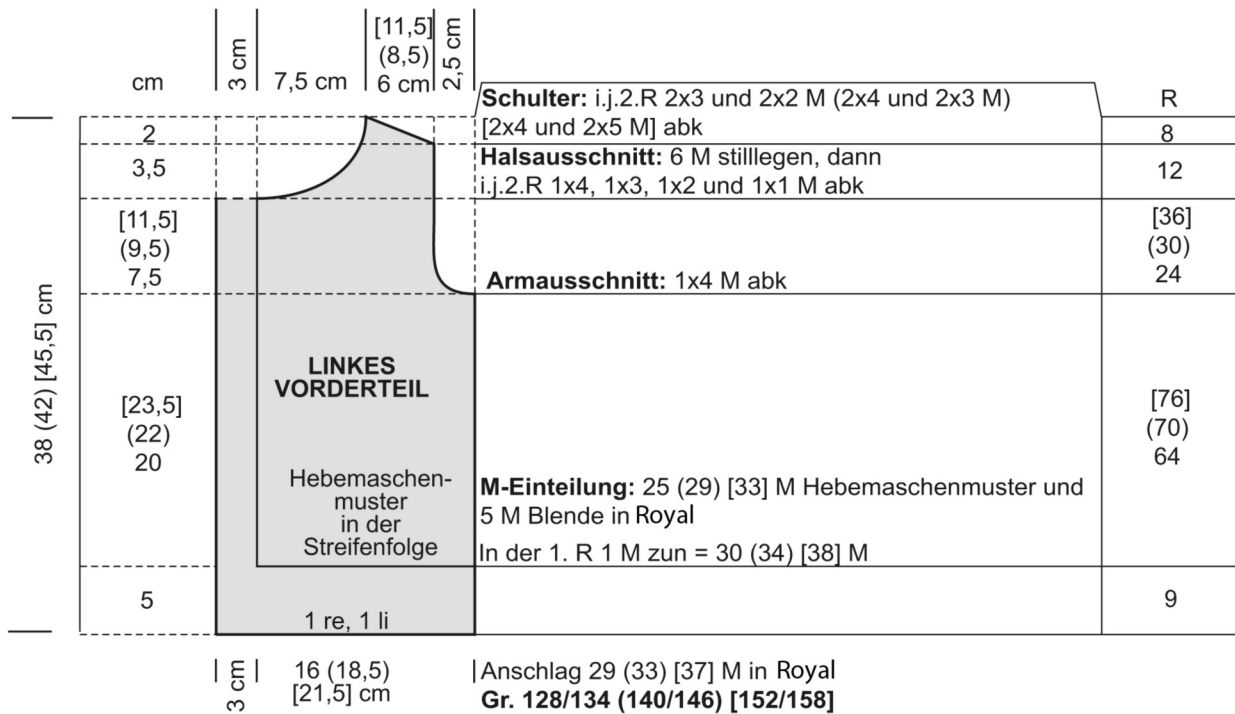 [11,5]
3 cm
(8,5)
2,5 cm
cm
7,5 cm
6 cm
Schulter: i.j.2.R 2x3 und 2x2 M (2x4 und 2x3 M)
R
2
[2x4 und 2x5 M] abk
8
3,5
Halsausschnitt: 6 M stilllegen, dann
i.j.2.R 1x4, 1x3, 1x2 und 1x1 M abk
12
[11,5]
(9,5)
7,5
Armausschnitt: 1x4 M abk
[36]
(30)
24
38 (42) [45,5] cm
LINKES
VORDERTEIL
[23,5]
(22)
20
[76]
(70)
64
Hebemaschen-
muster
in der
Streifenfolge
M-Einteilung: 25 (29) [33] M Hebemaschenmuster und
5 M Blende in Royal
In der 1. R 1 M zun = 30 (34) [38] M
5
1 re, 1 li
9
3 cm
16 (18,5)
[21,5] cm
Anschlag 29 (33) [37] M in Royal
Gr. 128/134 (140/146) [152/158]